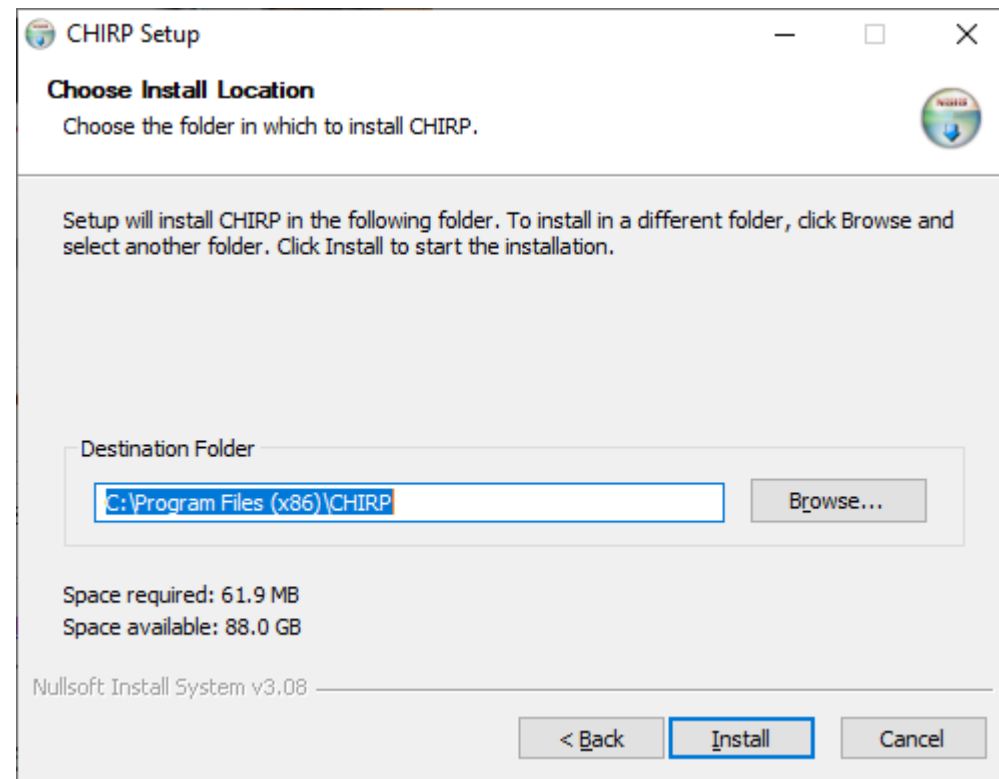 CHIRP Setup
Choose Install Location
Choose the folder in which to install CHIRP.
Setup will install CHIRP in the following folder. To install in a different folder, click Browse and
select another folder. Click Install to start the installation.
Destination Folder
C:\Program Files (x86)\CHIRP
Browse...
Space required: 61.9 MB
Space available: 88.0 GB
Nullsoft Install System v3.08
< Back
Install
Cancel